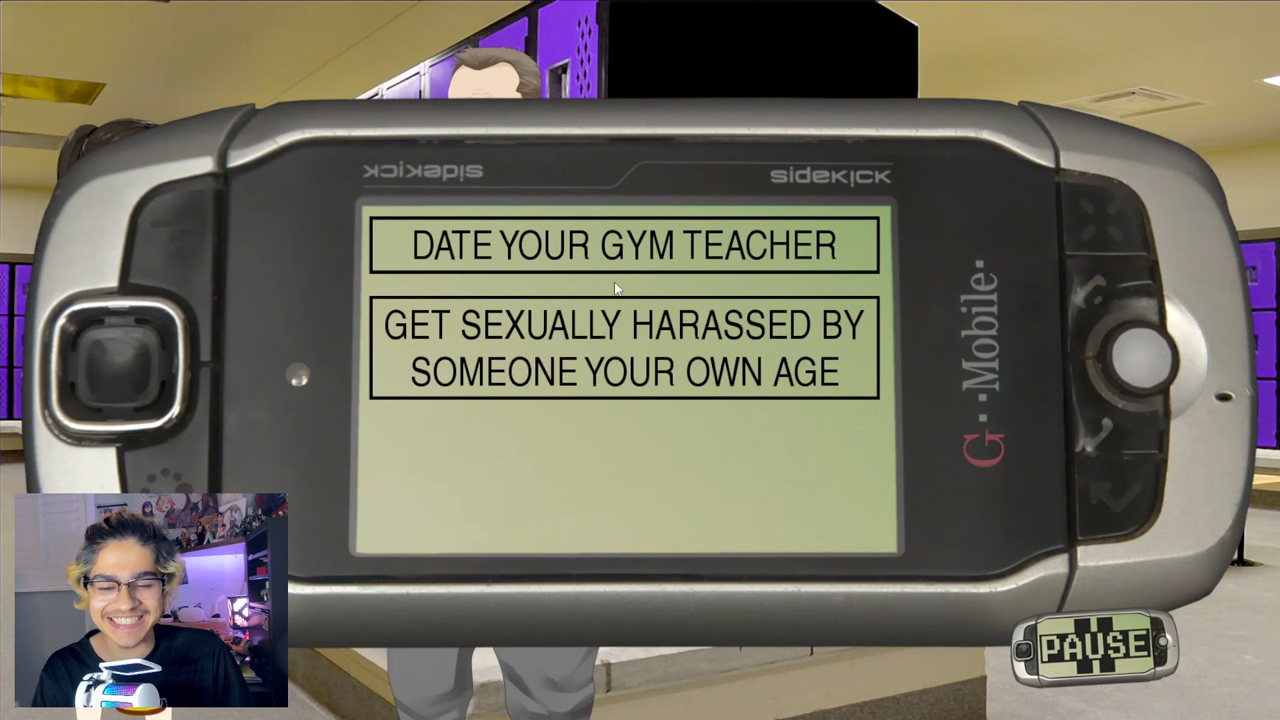 sidekick
sidekick
DATE YOUR GYM TEACHER
GET SEXUALLY HARASSED BY
SOMEONE YOUR OWN AGE
G··Mobile·
PAUSE